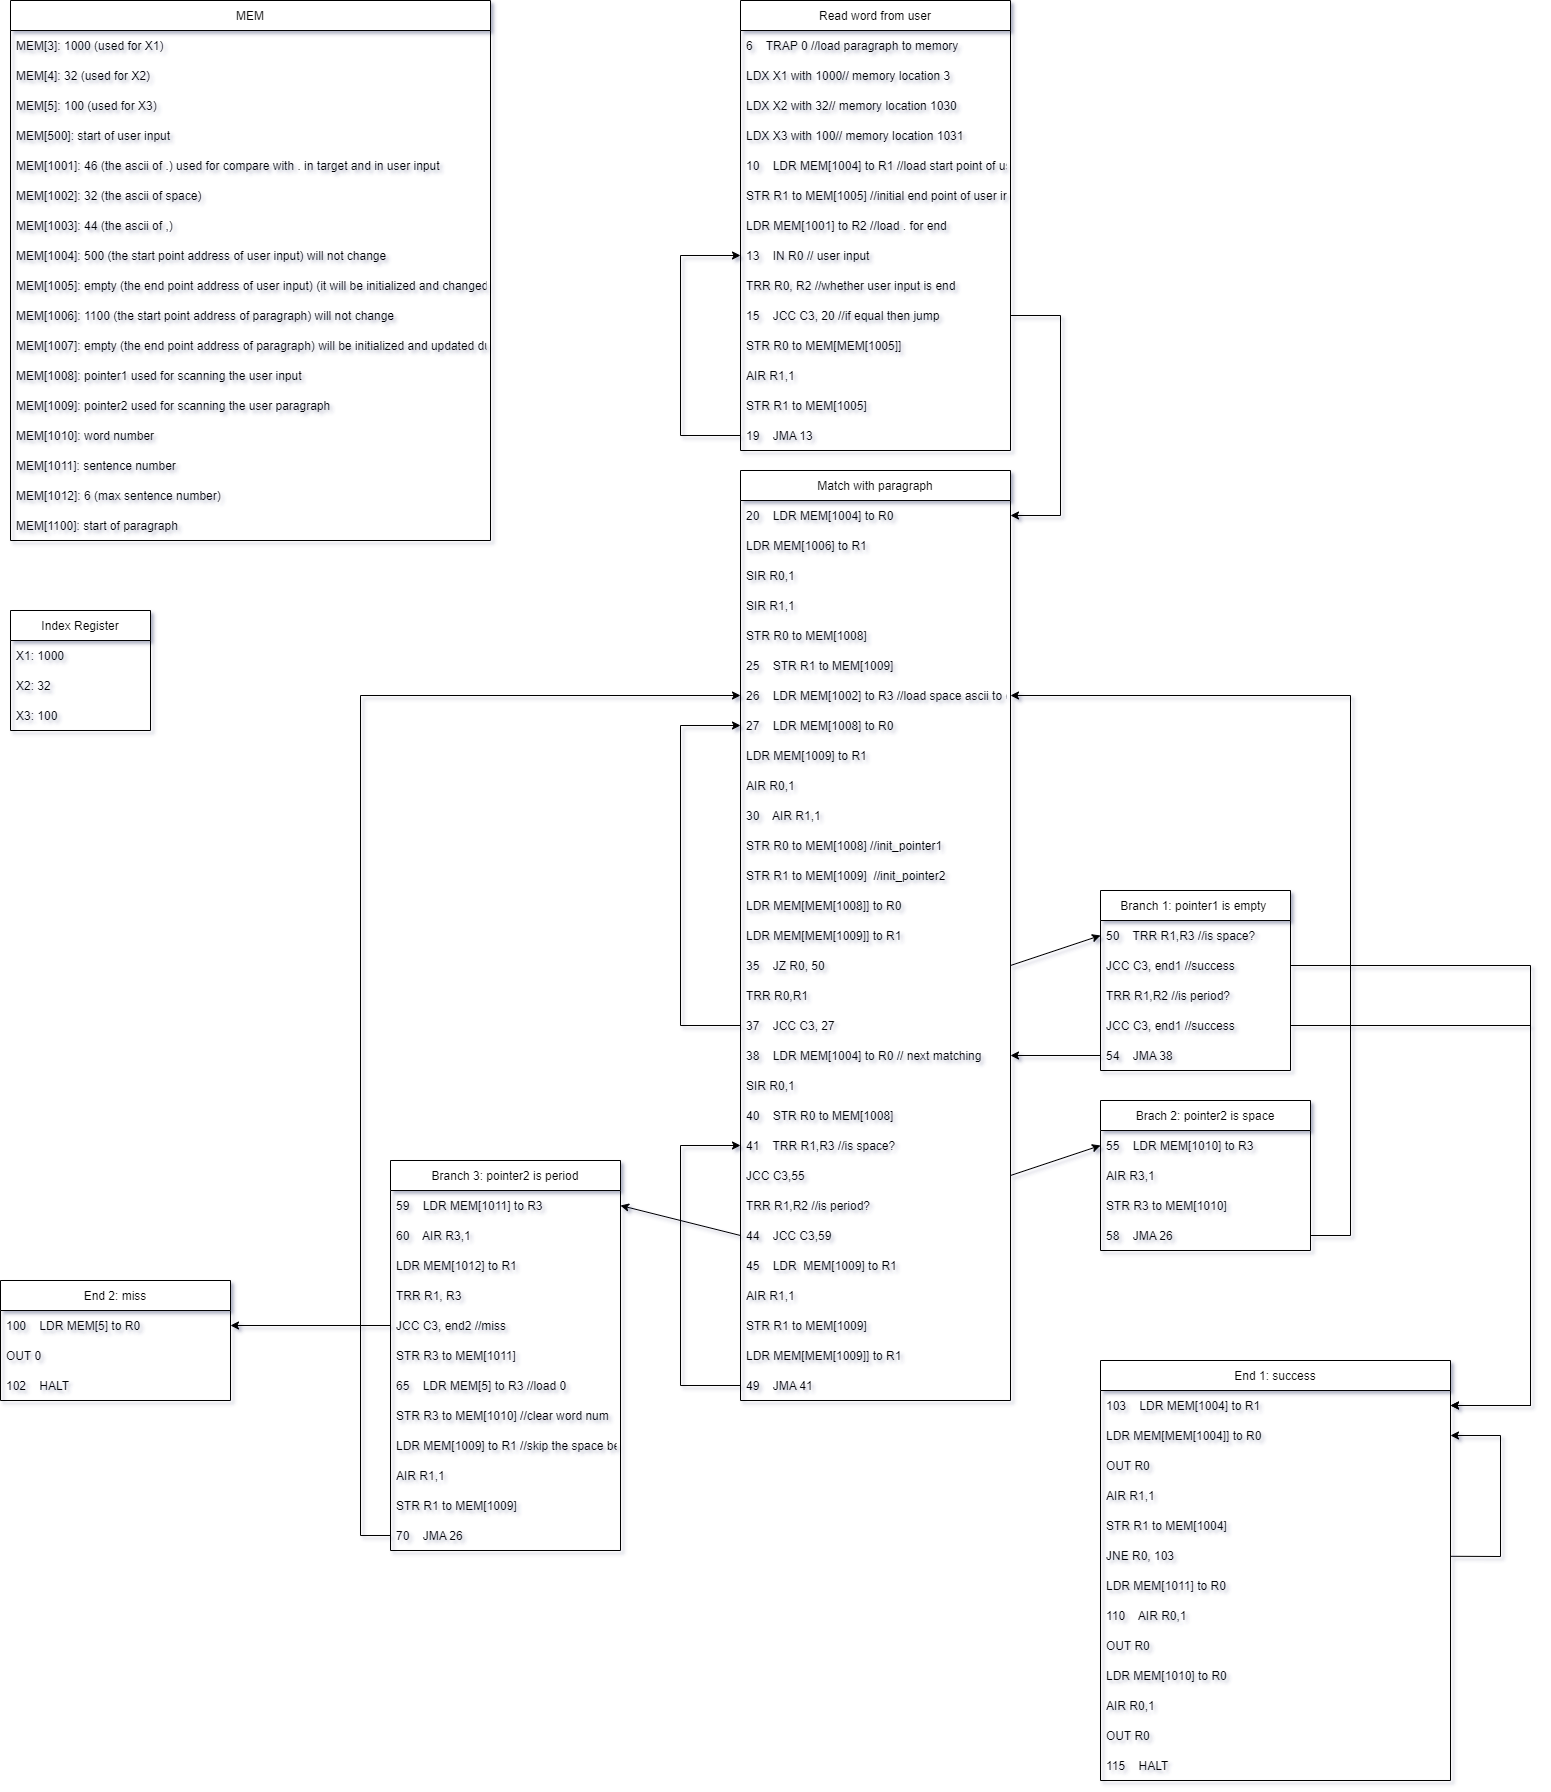 MEM
MEM[3]: 1000 (used for X1)
MEM[4]: 32 (used for X2)
MEM[5]: 100 (used for X3)
MEM[500]: start of user input
MEM[1001]: 46 (the ascii of .) used for compare with . in target and in user input
MEM[1002]: 32 (the ascii of space)
MEM[1003]: 44 (the ascii of ,)
MEM[1004]: 500 (the start point address of user input) will not change
MEM[1005]: empty (the end point address of user input) (it will be initialized and changed
MEM[1006]: 1100 (the start point address of paragraph) will not change
MEM[1007]: empty (the end point address of paragraph) will be initialized and updated
MEM[1008]: pointer1 used for scanning the user input
MEM[1009]: pointer2 used for scanning the user paragraph
MEM[1010]: word number
MEM[1011]: sentence number
MEM[1012]: 6 (max sentence number)
MEM[1100]: start of paragraph
Index Register
X1: 1000
X2: 32
X3: 100
Read word from user
6 TRAP 0 //load paragraph to memory
LDX X1 with 1000// memory location 3
LDX X2 with 32// memory location 1030
LDX X3 with 100// memory location 1031
10 LDR MEM[1004] to R1 //load start point of
STR R1 to MEM[1005] //initial end point of user
LDR MEM[1001] to R2 //load . for end
13 IN R0 // user input
TRR R0, R2 //whether user input is end
15 JCC C3, 20 //if equal then jump
STR R0 to MEM[MEM[1005]]
AIR R1,1
STR R1 to MEM[1005]
19 JMA 13
Match with paragraph
20 LDR MEM[1004] to R0
LDR MEM[1006] to R1
SIR R0,1
SIR R1,1
STR R0 to MEM[1008]
25 STR R1 to MEM[1009]
26 LDR MEM[1002] to R3 //load space ascii to
27 LDR MEM[1008] to R0
LDR MEM[1009] to R1
AIR R0,1
30 AIR R1,1
STR R0 to MEM[1008] //init_pointer1
STR R1 to MEM[1009] //init_pointer2
LDR MEM[MEM[1008]] to R0
LDR MEM[MEM[1009]] to R1
35 JZ R0, 50
TRR R0,R1
37 JCC C3, 27
38 LDR MEM[1004] to R0 // next matching
SIR R0,1
40 STR R0 to MEM[1008]
41 TRR R1,R3 //is space?
JCC C3,55
TRR R1,R2 //is period?
44 JCC C3,59
45 LDR MEM[1009] to R1
AIR R1,1
STR R1 to MEM[1009]
LDR MEM[MEM[1009]] to R1
49 JMA 41
Branch 1: pointer1 is empty
50 TRR R1,R3 //is space?
JCC C3, end1 //success
TRR R1,R2 //is period?
JCC C3, end1 //success
54 JMA 38
Brach 2: pointer2 is space
55 LDR MEM[1010] to R3
AIR R3,1
STR R3 to MEM[1010]
58 JMA 26
Branch 3: pointer2 is period
59 LDR MEM[1011] to R3
60 AIR R3,1
LDR MEM[1012] to R1
TRR R1, R3
JCC C3, end2 //miss
STR R3 to MEM[1011]
65 LDR MEM[5] to R3 //load 0
STR R3 to MEM[1010] //clear word num
LDR MEM[1009] to R1 //skip the space
AIR R1,1
STR R1 to MEM[1009]
70 JMA 26
End 2: miss
100 LDR MEM[5] to R0
OUT 0
102 HALT
End 1: success
103 LDR MEM[1004] to R1
LDR MEM[MEM[1004]] to R0
OUT R0
AIR R1,1
STR R1 to MEM[1004]
JNE R0, 103
LDR MEM[1011] to R0
110 AIR R0,1
OUT R0
LDR MEM[1010] to R0
AIR R0,1
OUT R0
115 HALT